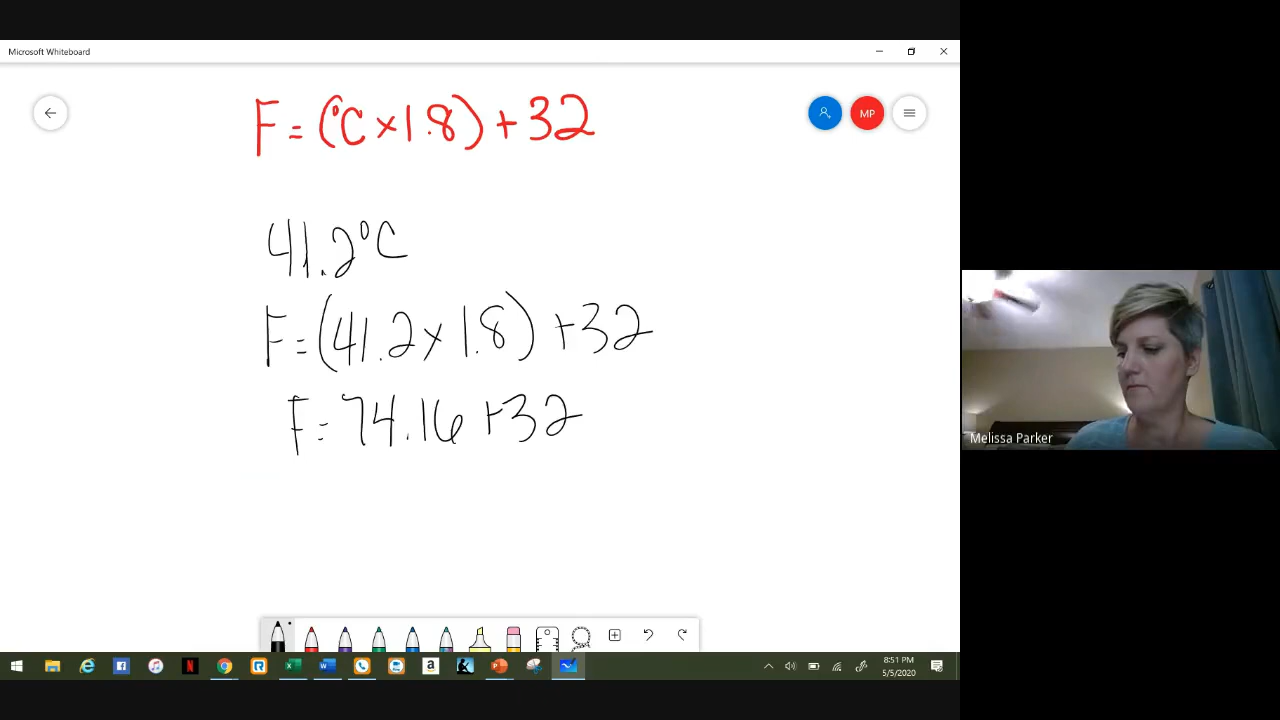 Microsoft Whiteboard
F = (°C x 1.8) + 32
MP
41.2°C
F = (41.2 x 1.8) + 32
F = 74.16 + 32
Melissa Parker
8:51 PM
5/5/2020